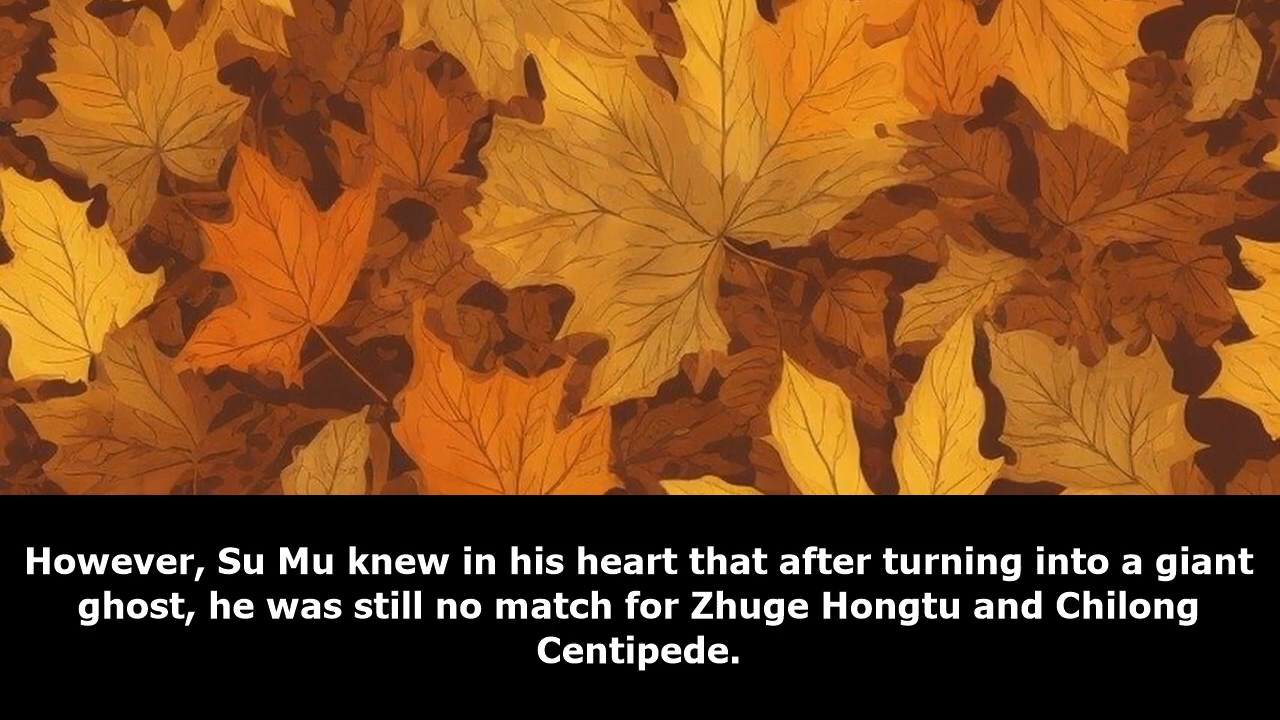 However, Su Mu knew in his heart that after turning into a giant
ghost, he was still no match for Zhuge Hongtu and Chilong
Centipede.